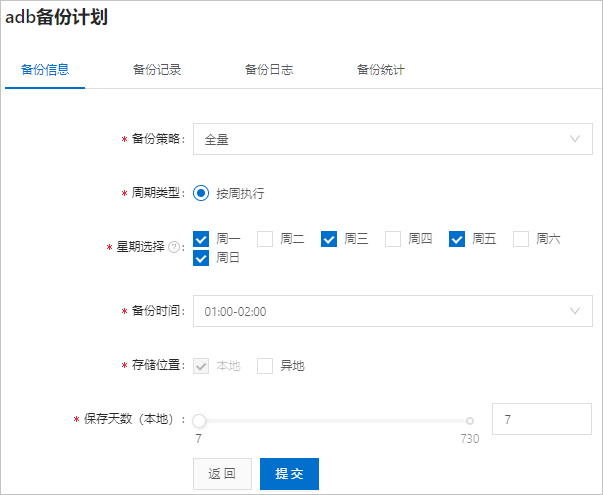 adb备份计划
备份信息 备份记录 备份日志 备份统计
* 备份策略: 全量
* 周期类型: 按周执行
* 星期选择 ? : 周一 周二 周三 周四 周五 周六
周日
* 备份时间: 01:00-02:00
* 存储位置: 本地 异地
* 保存天数（本地）: 7
7 730
返 回 提 交